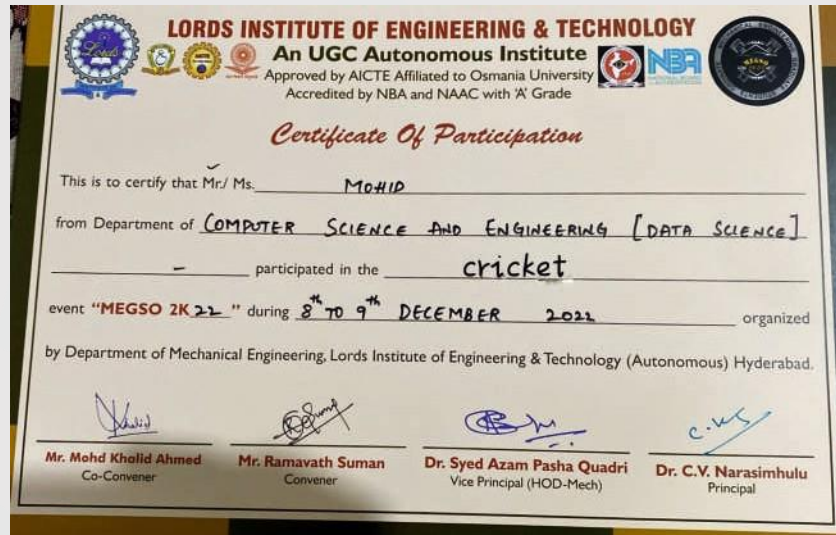 LORDS INSTITUTE OF ENGINEERING & TECHNOLOGY
An UGC Autonomous Institute
Approved by AICTE Affiliated to Osmania University
Accredited by NBA and NAAC with 'A' Grade
Lords
NBA
MEGSO
Certificate Of Participation
This is to certify that Mr./ Ms. MOHID
from Department of COMPUTER SCIENCE AND ENGINEERING [DATA SCIENCE]
- participated in the cricket
event "MEGSO 2K22" during 8th TO 9th DECEMBER 2022 organized
by Department of Mechanical Engineering, Lords Institute of Engineering & Technology (Autonomous) Hyderabad.
Mr. Mohd Khalid Ahmed
Co-Convener
Mr. Ramavath Suman
Convener
Dr. Syed Azam Pasha Quadri
Vice Principal (HOD-Mech)
Dr. C.V. Narasimhulu
Principal